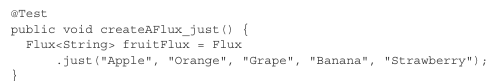 @Test
public void createAFlux_just() {
  Flux<String> fruitFlux = Flux
      .just("Apple", "Orange", "Grape", "Banana", "Strawberry");
}